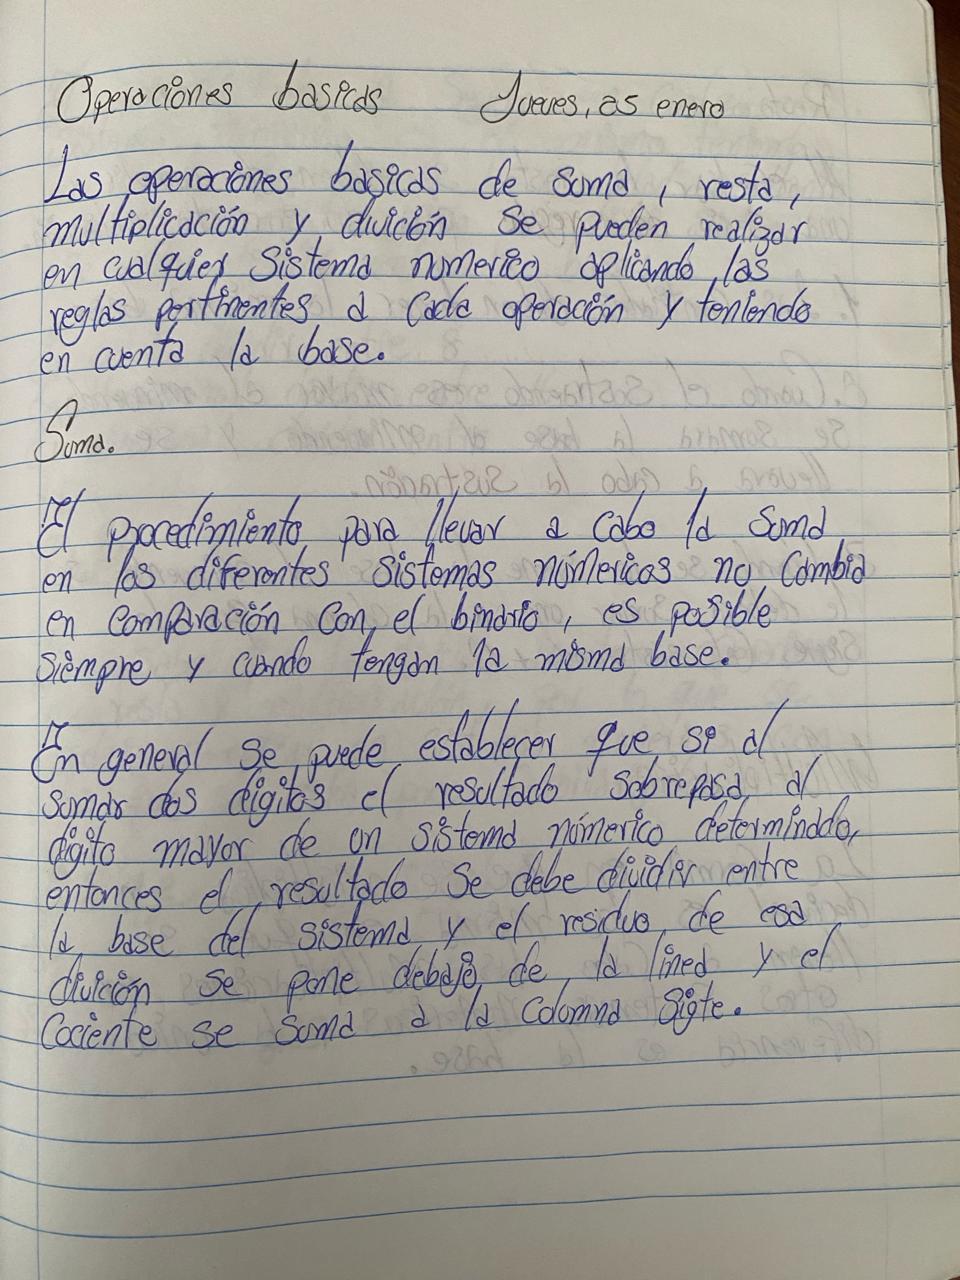 Operaciones basicas Jueves, 25 enero
Las operaciones basicas de suma, resta,
multiplicación y divición se pueden realizar
en cualquier sistema numerico aplicando las
reglas pertinentes a cada operación y teniendo
en cuenta la base.
Suma.
El procedimiento para llevar a cabo la suma
en los diferentes sistemas númericos no cambia
en comparación con el binario, es posible
siempre y cuando tengan la misma base.
En general se puede establecer que si al
sumar dos digitos el resultado sobrepasa al
digito mayor de un sistema númerico determinado,
entonces el resultado se debe dividir entre
la base del sistema y el residuo de esa
divición se pone debajo de la linea y el
cociente se suma a la columna sigte.